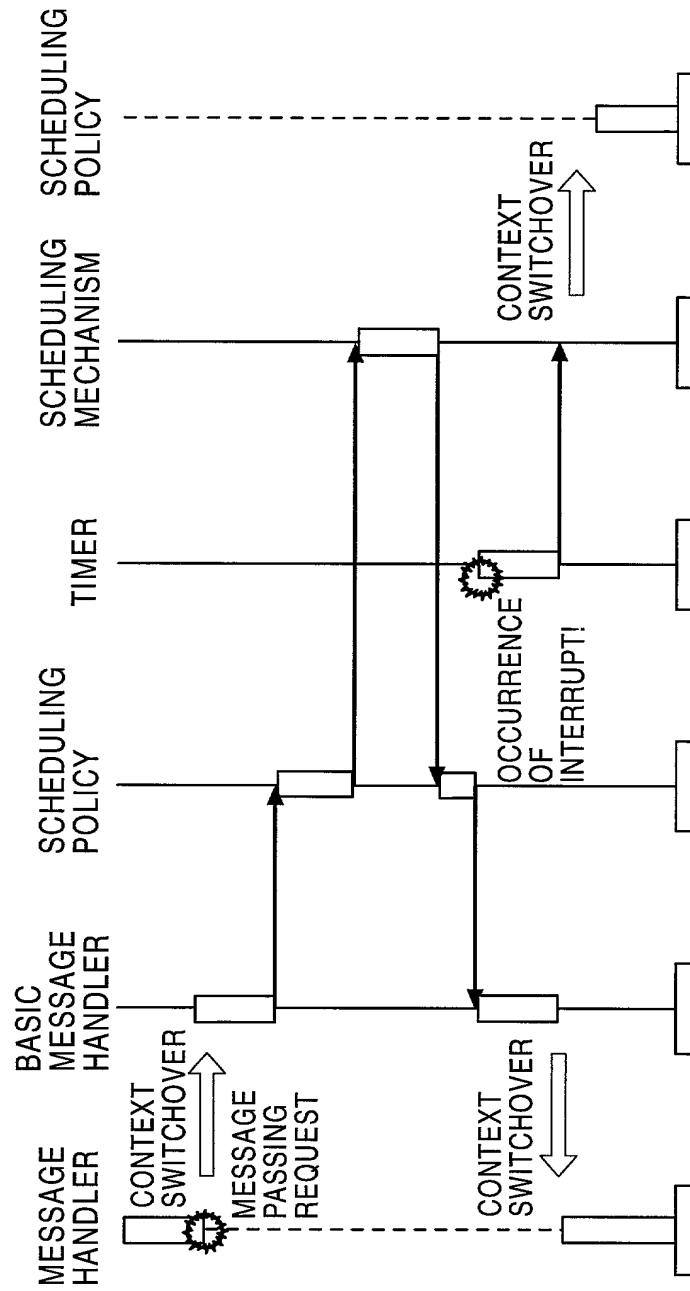 MESSAGE
HANDLER
BASIC
MESSAGE
HANDLER
SCHEDULING
POLICY
TIMER
SCHEDULING
MECHANISM
SCHEDULING
POLICY
CONTEXT
SWITCHOVER
MESSAGE
PASSING
REQUEST
CONTEXT
SWITCHOVER
OCCURRENCE
OF
INTERRUPT!
CONTEXT
SWITCHOVER